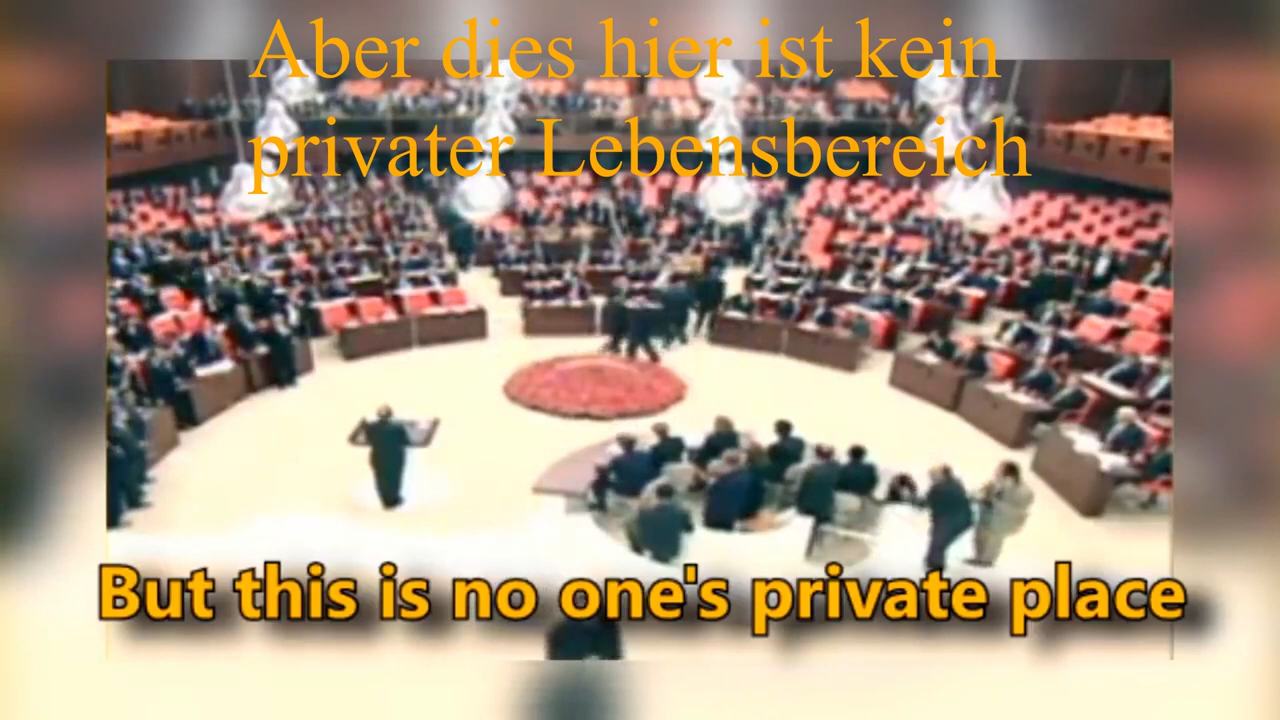 Aber dies hier ist kein
privater Lebensbereich
But this is no one's private place